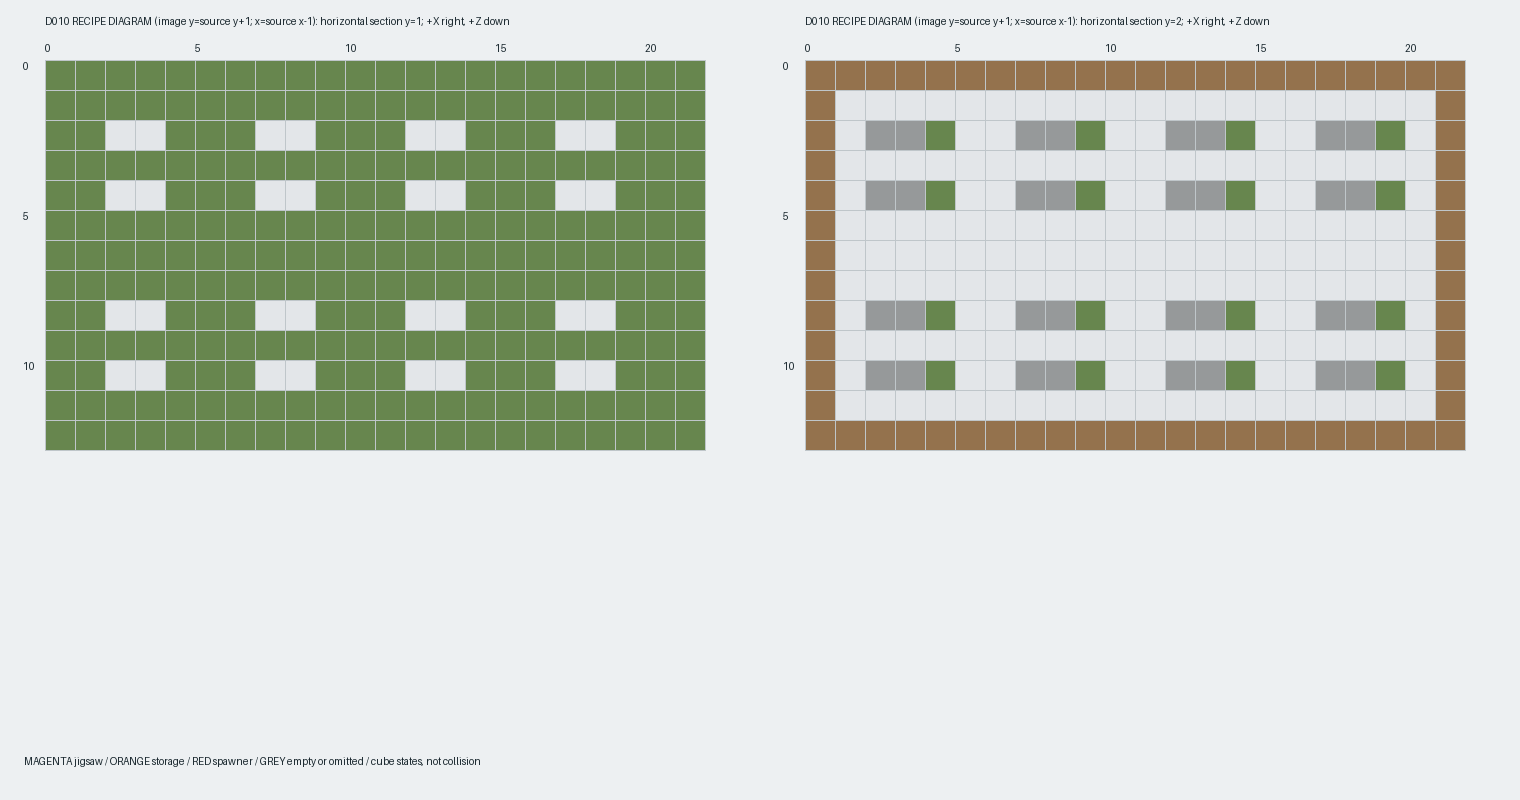 D010 RECIPE DIAGRAM (image y=source y+1; x=source x-1): horizontal section y=1; +X right, +Z down
0 5 10 15 20
0
5
10
D010 RECIPE DIAGRAM (image y=source y+1; x=source x-1): horizontal section y=2; +X right, +Z down
0 5 10 15 20
0
5
10
MAGENTA jigsaw / ORANGE storage / RED spawner / GREY empty or omitted / cube states, not collision